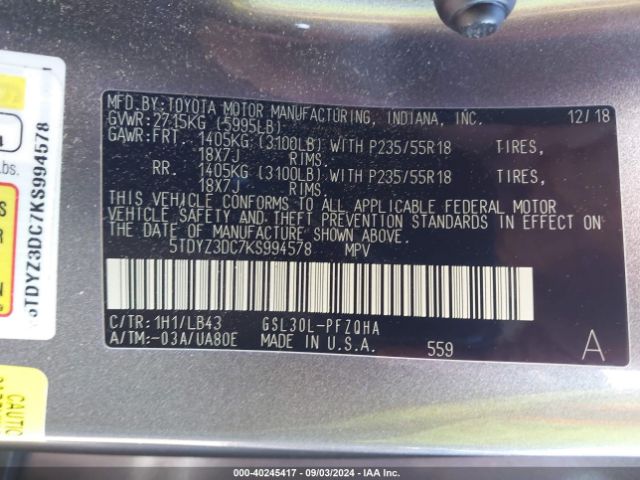 MFD.BY:TOYOTA MOTOR MANUFACTURING, INDIANA, INC. 12/18
GVWR:2715KG (5995LB)
GAWR:FRT. 1405KG (3100LB) WITH P235/55R18 TIRES,
18X7J RIMS.
RR. 1405KG (3100LB) WITH P235/55R18 TIRES,
18X7J RIMS.
THIS VEHICLE CONFORMS TO ALL APPLICABLE FEDERAL MOTOR
VEHICLE SAFETY AND THEFT PREVENTION STANDARDS IN EFFECT ON
THE DATE OF MANUFACTURE SHOWN ABOVE.
5TDYZ3DC7KS994578 MPV
C/TR:1H1/LB43 GSL30L-PFZQHA
A/TM:-03A/UA80E MADE IN U.S.A. 559 A
5TDYZ3DC7KS994578
lbs.
CAUTI
000-40245417 - 09/03/2024 - IAA Inc.